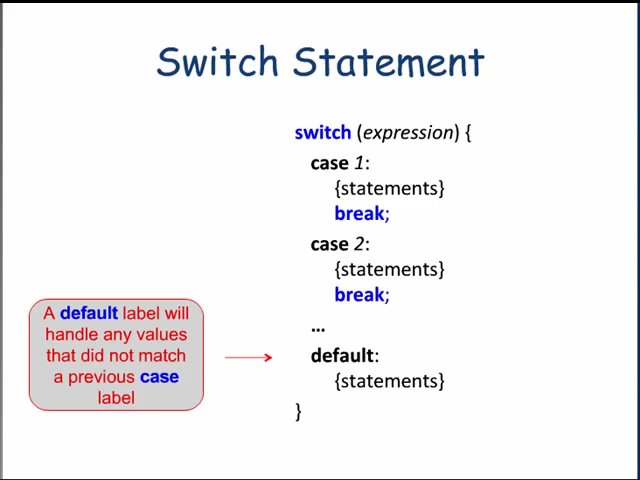 Switch Statement
switch (expression) {
case 1:
{statements}
break;
case 2:
{statements}
break;
...
default:
{statements}
}
A default label will
handle any values
that did not match
a previous case
label